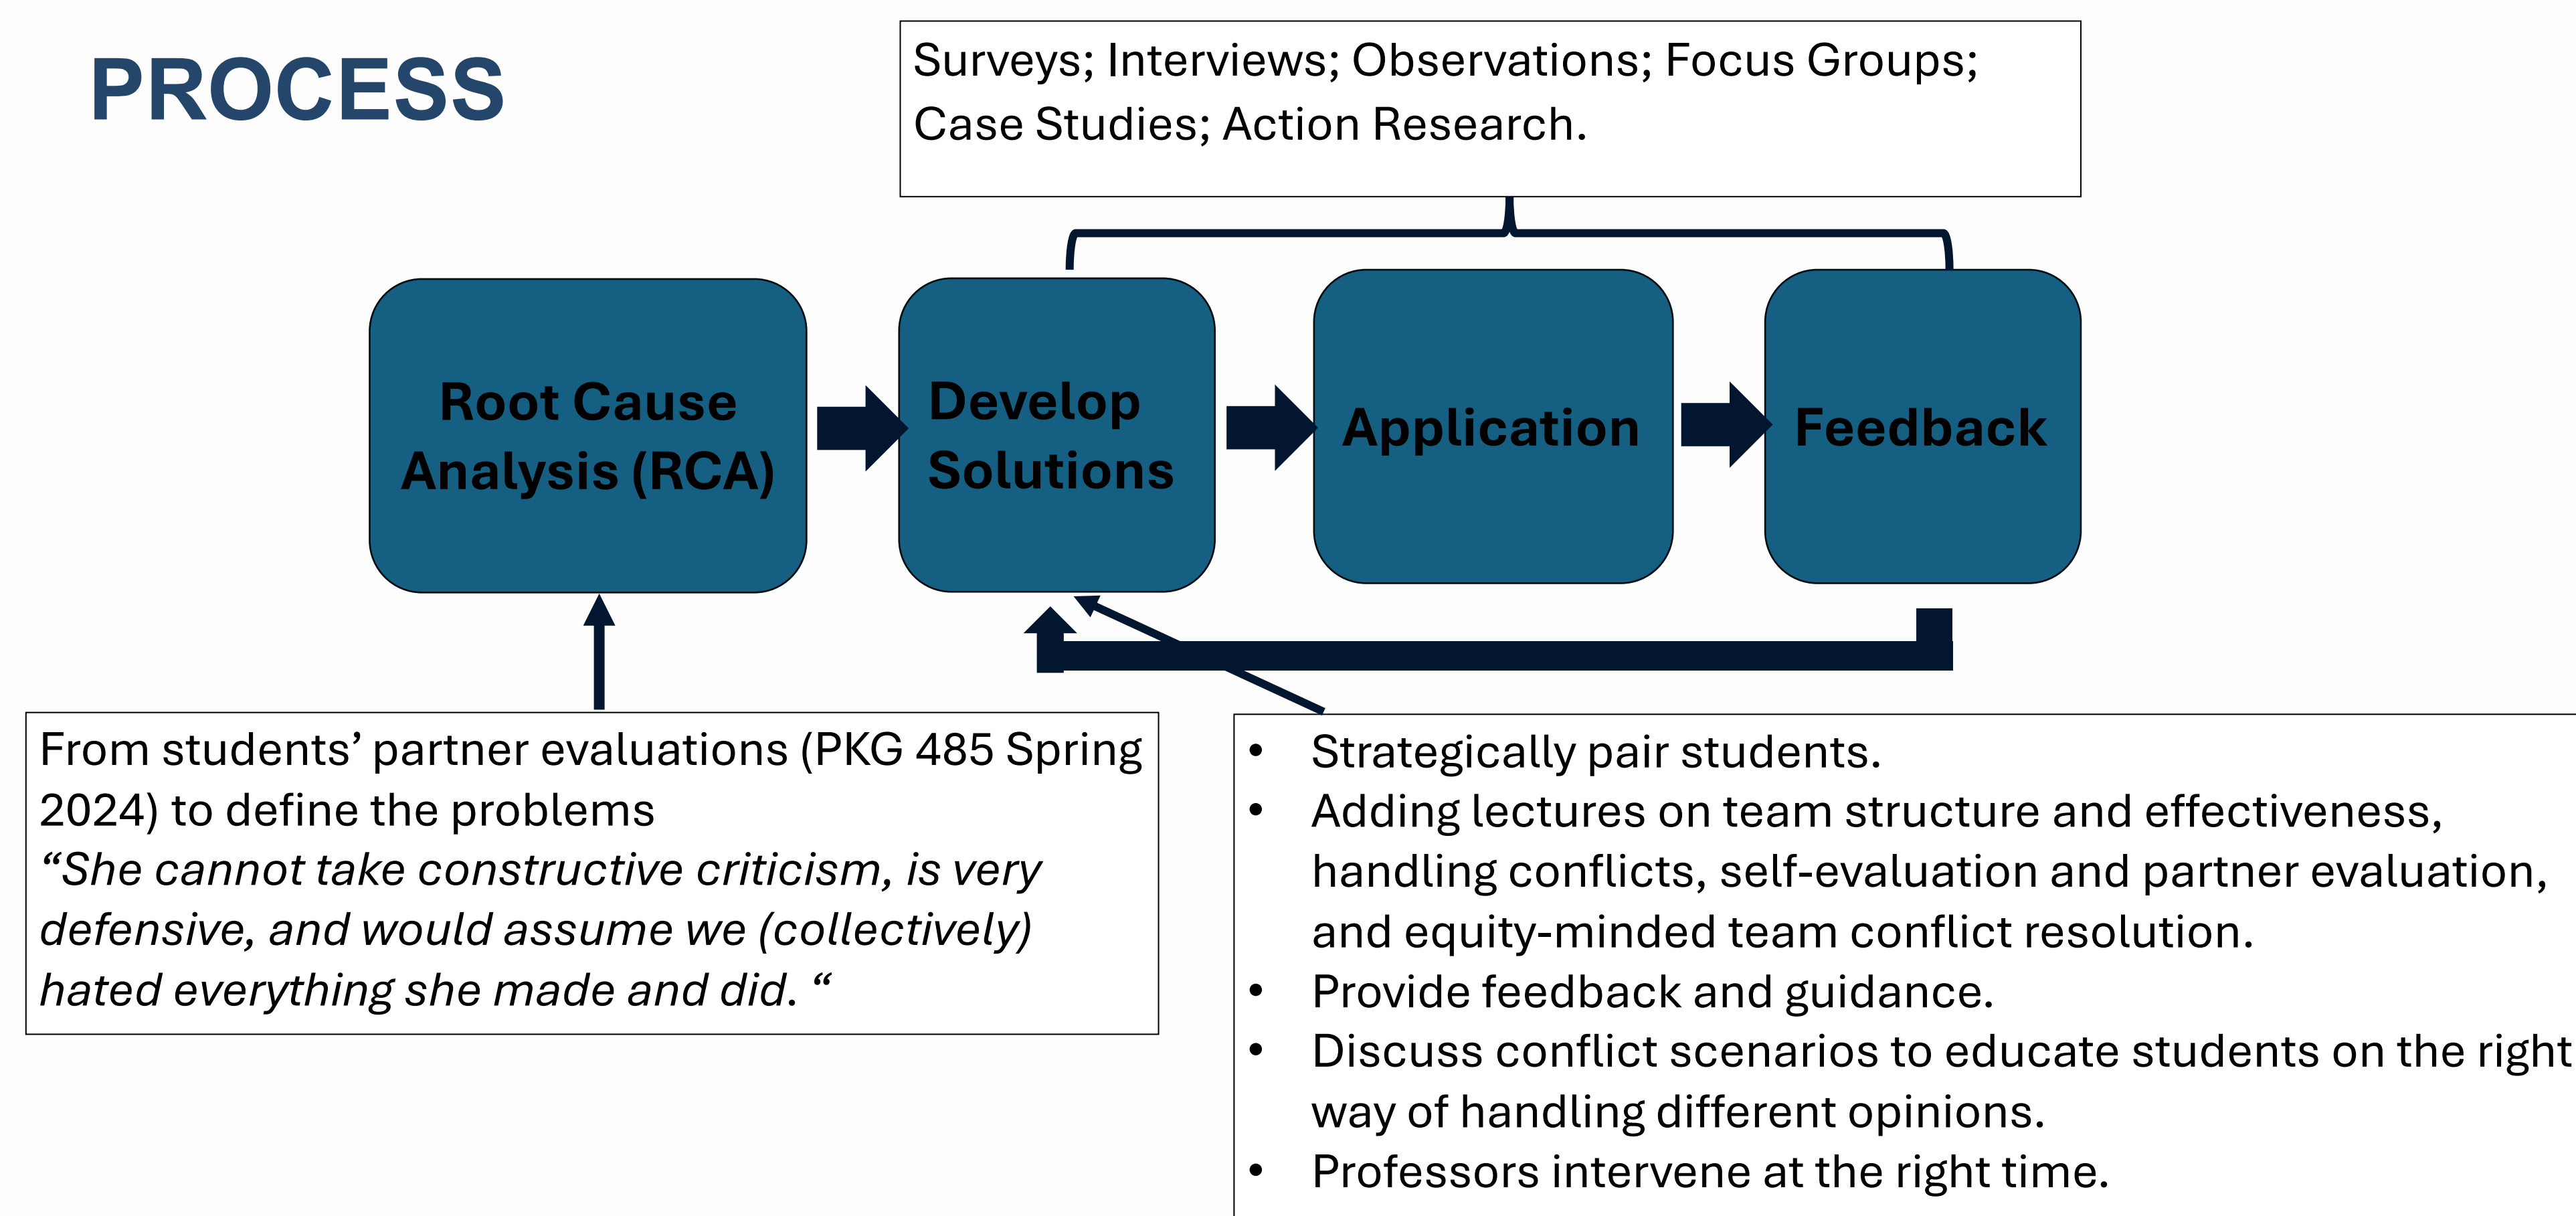 PROCESS
Surveys; Interviews; Observations; Focus Groups;
Case Studies; Action Research.
Root Cause
Analysis (RCA)
Develop
Solutions
Application
Feedback
From students’ partner evaluations (PKG 485 Spring
2024) to define the problems
“She cannot take constructive criticism, is very
defensive, and would assume we (collectively)
hated everything she made and did. “
• Strategically pair students.
• Adding lectures on team structure and effectiveness,
handling conflicts, self-evaluation and partner evaluation,
and equity-minded team conflict resolution.
• Provide feedback and guidance.
• Discuss conflict scenarios to educate students on the right
way of handling different opinions.
• Professors intervene at the right time.